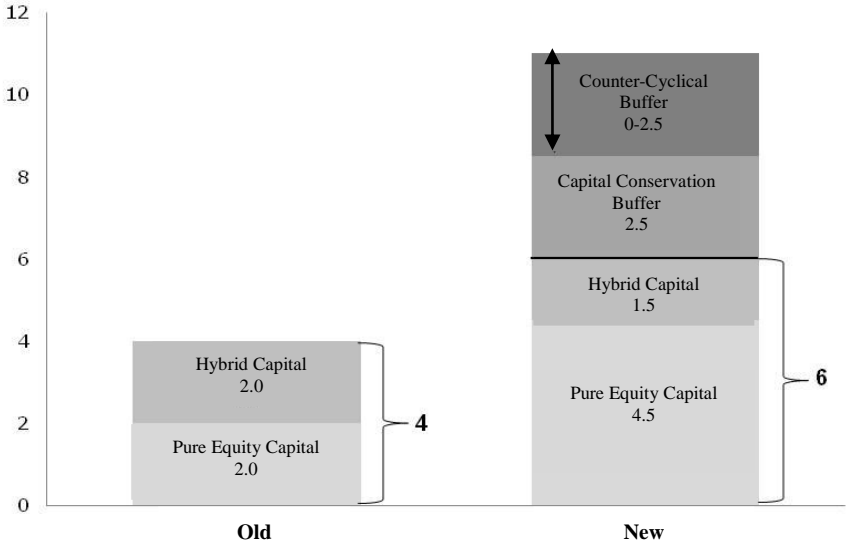 12
10
8
6
4
2
0
Hybrid Capital
2.0
Pure Equity Capital
2.0
4
Old
Counter-Cyclical
Buffer
0-2.5
Capital Conservation
Buffer
2.5
Hybrid Capital
1.5
Pure Equity Capital
4.5
6
New